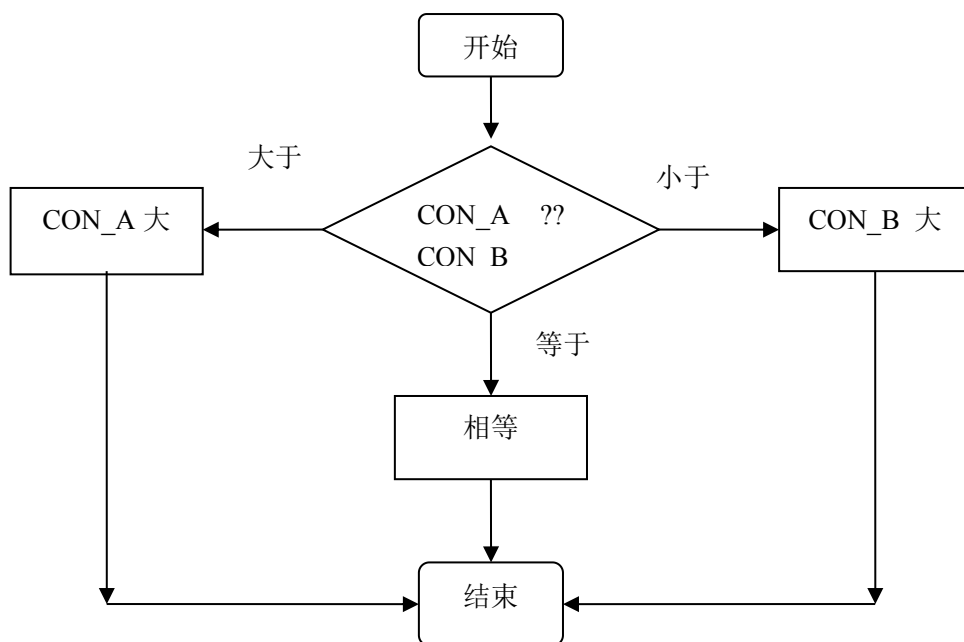 开始
大于
小于
CON_A 大
CON_A ??
CON B
CON_B 大
等于
相等
结束